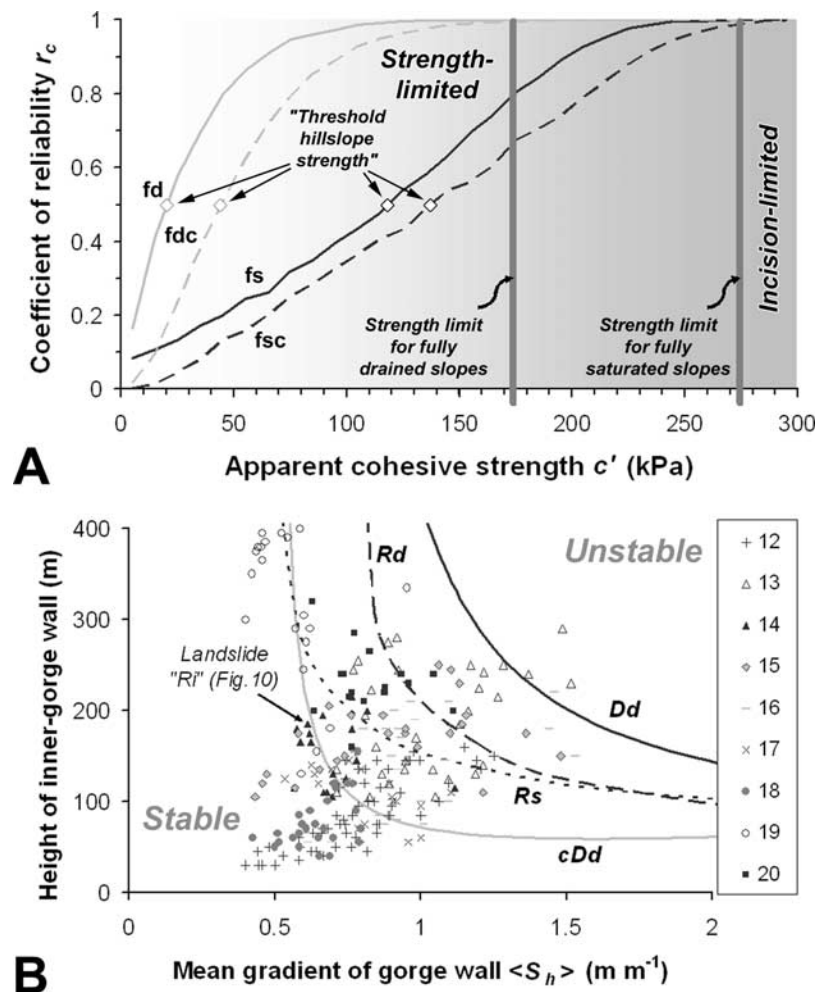 1
0.8
0.6
0.4
0.2
0
Coefficient of reliability r_c
Strength-
limited
"Threshold
hillslope
strength"
fd
fdc
fs
fsc
Strength limit
for fully
drained slopes
Strength limit
for fully
saturated slopes
Incision-limited
0 50 100 150 200 250 300
Apparent cohesive strength c' (kPa)
A
400
300
200
100
0
Height of inner-gorge wall (m)
Unstable
Rd
Landslide
"Ri" (Fig. 10)
Dd
Rs
Stable
cDd
12
13
14
15
16
17
18
19
20
0 0.5 1 1.5 2
Mean gradient of gorge wall <S_h> (m m⁻¹)
B